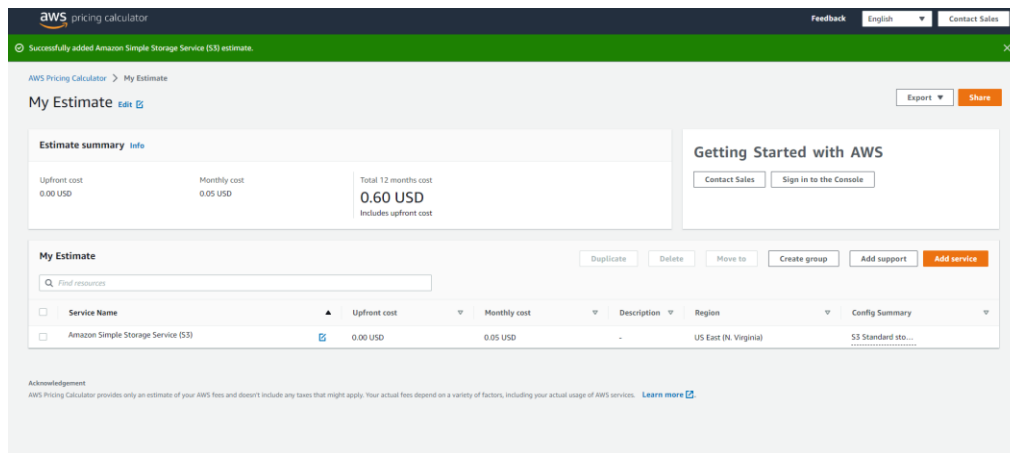 aws pricing calculator
Feedback
English
Contact Sales
Successfully added Amazon Simple Storage Service (S3) estimate.
AWS Pricing Calculator > My Estimate
My Estimate Edit
Export
Share
Estimate summary Info
Upfront cost
0.00 USD
Monthly cost
0.05 USD
Total 12 months cost
0.60 USD
Includes upfront cost
Getting Started with AWS
Contact Sales
Sign in to the Console
My Estimate
Duplicate
Delete
Move to
Create group
Add support
Add service
Find resources
Service Name Upfront cost Monthly cost Description Region Config Summary
Amazon Simple Storage Service (S3) 0.00 USD 0.05 USD - US East (N. Virginia) S3 Standard sto...
Acknowledgement
AWS Pricing Calculator provides only an estimate of your AWS fees and doesn't include any taxes that might apply. Your actual fees depend on a variety of factors, including your actual usage of AWS services. Learn more.